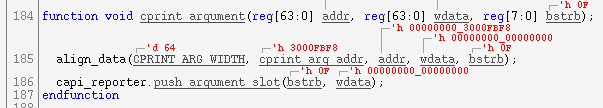 'h 0F
184 function void cprint_argument(reg[63:0] addr, reg[63:0] wdata, reg[7:0] bstrb);
'h 00000000_3000FBF8
'h 00000000_00000000
'd 64 'h 3000FBF8 'h 0F
185 align_data(CPRINT_ARG_WIDTH, cprint_arg_addr, addr, wdata, bstrb);
'h 0F 'h 00000000_00000000
186 capi_reporter.push_argument_slot(bstrb, wdata);
187 endfunction